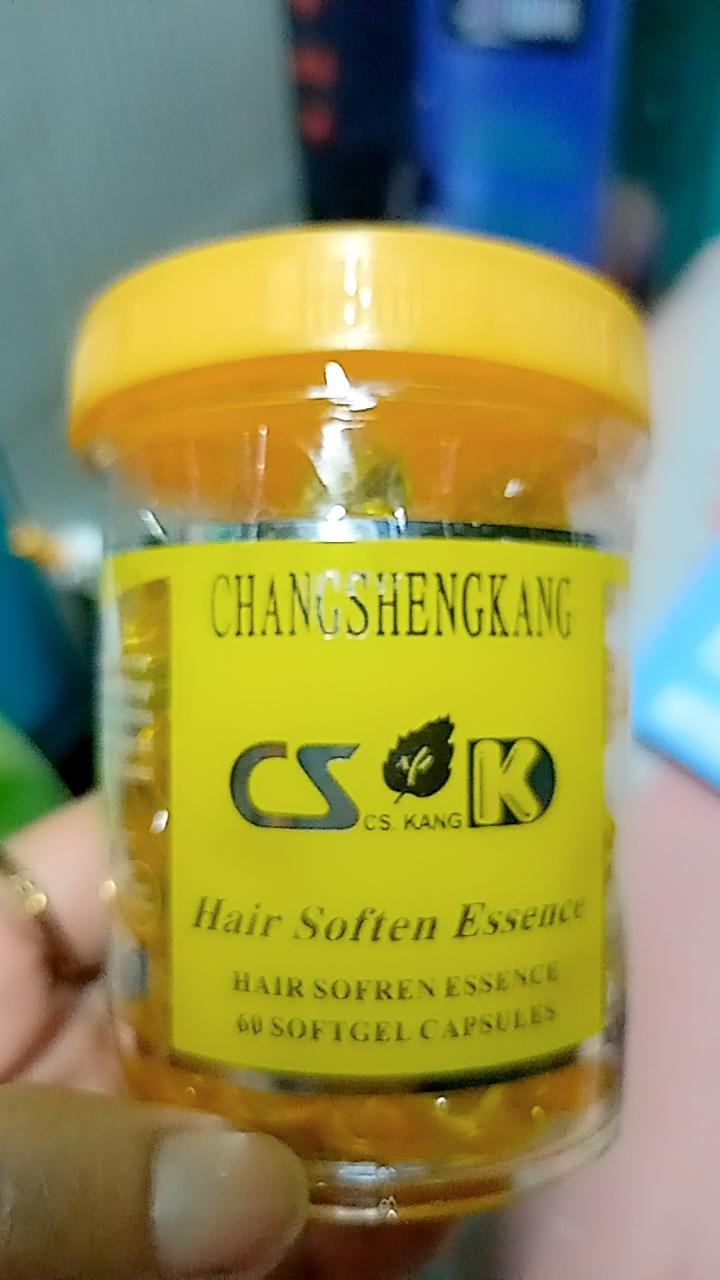 CHANGSHENGKANG
CS K
CS. KANG
Hair Soften Essence
HAIR SOFREN ESSENCE
60 SOFTGEL CAPSULES